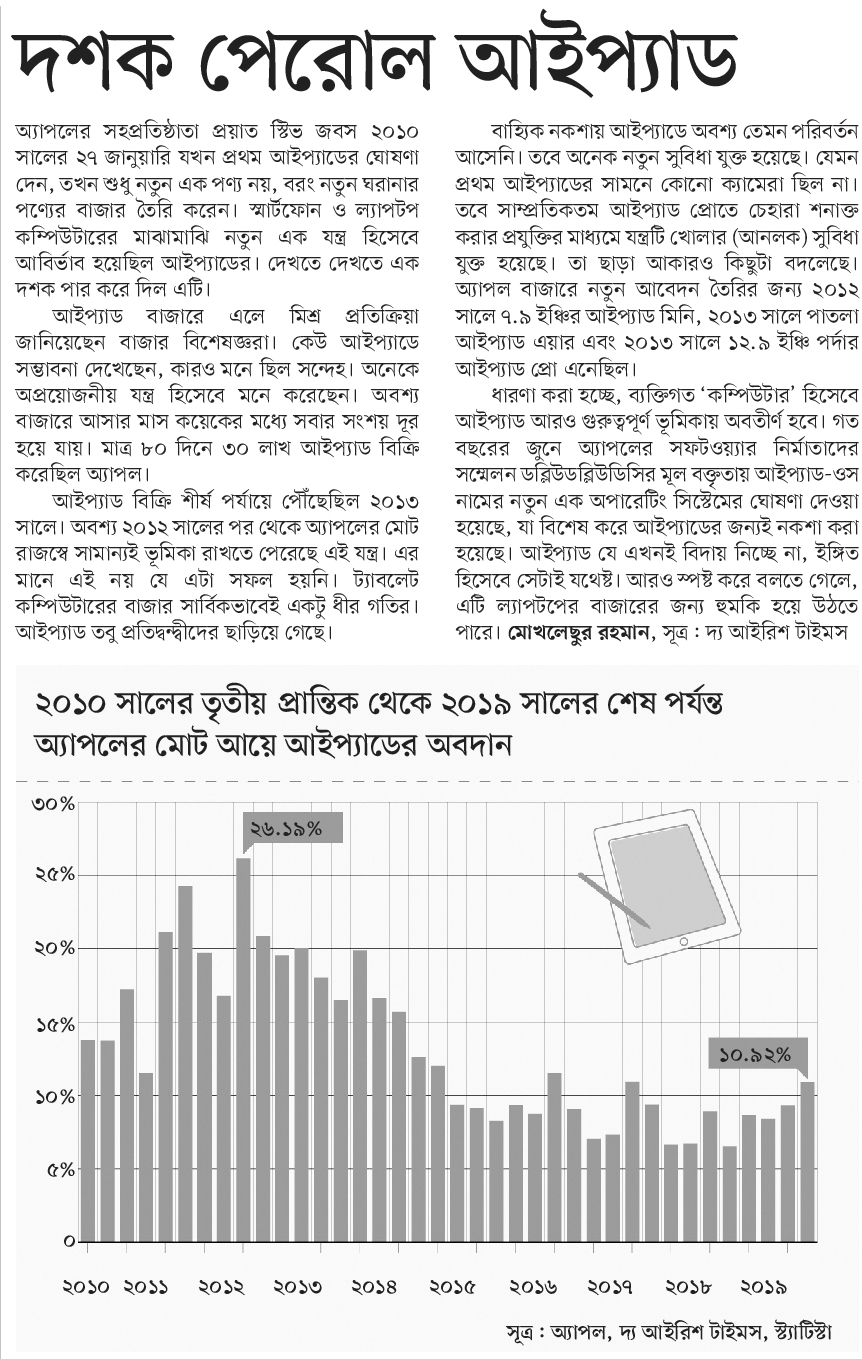 দশক পেরোল আইপ্যাড
অ্যাপলের সহপ্রতিষ্ঠাতা প্রয়াত স্টিভ জবস ২০১০
সালের ২৭ জানুয়ারি যখন প্রথম আইপ্যাডের ঘোষণা
দেন, তখন শুধু নতুন এক পণ্য নয়, বরং নতুন ঘরানার
পণ্যের বাজার তৈরি করেন। স্মার্টফোন ও ল্যাপটপ
কম্পিউটারের মাঝামাঝি নতুন এক যন্ত্র হিসেবে
আবির্ভাব হয়েছিল আইপ্যাডের। দেখতে দেখতে এক
দশক পার করে দিল এটি।
আইপ্যাড বাজারে এলে মিশ্র প্রতিক্রিয়া
জানিয়েছেন বাজার বিশেষজ্ঞরা। কেউ আইপ্যাডে
সম্ভাবনা দেখেছেন, কারও মনে ছিল সন্দেহ। অনেকে
অপ্রয়োজনীয় যন্ত্র হিসেবে মনে করেছেন। অবশ্য
বাজারে আসার মাস কয়েকের মধ্যে সবার সংশয় দূর
হয়ে যায়। মাত্র ৮০ দিনে ৩০ লাখ আইপ্যাড বিক্রি
করেছিল অ্যাপল।
আইপ্যাড বিক্রি শীর্ষ পর্যায়ে পৌঁছেছিল ২০১৩
সালে। অবশ্য ২০১২ সালের পর থেকে অ্যাপলের মোট
রাজস্বে সামান্যই ভূমিকা রাখতে পেরেছে এই যন্ত্র। এর
মানে এই নয় যে এটা সফল হয়নি। ট্যাবলেট
কম্পিউটারের বাজার সার্বিকভাবেই একটু ধীর গতির।
আইপ্যাড তবু প্রতিদ্বন্দ্বীদের ছাড়িয়ে গেছে।
বাহ্যিক নকশায় আইপ্যাডে অবশ্য তেমন পরিবর্তন
আসেনি। তবে অনেক নতুন সুবিধা যুক্ত হয়েছে। যেমন
প্রথম আইপ্যাডের সামনে কোনো ক্যামেরা ছিল না।
তবে সাম্প্রতিকতম আইপ্যাড প্রোতে চেহারা শনাক্ত
করার প্রযুক্তির মাধ্যমে যন্ত্রটি খোলার (আনলক) সুবিধা
যুক্ত হয়েছে। তা ছাড়া আকারও কিছুটা বদলেছে।
অ্যাপল বাজারে নতুন আবেদন তৈরির জন্য ২০১২
সালে ৭.৯ ইঞ্চির আইপ্যাড মিনি, ২০১৩ সালে পাতলা
আইপ্যাড এয়ার এবং ২০১৩ সালে ১২.৯ ইঞ্চি পর্দার
আইপ্যাড প্রো এনেছিল।
ধারণা করা হচ্ছে, ব্যক্তিগত ‘কম্পিউটার’ হিসেবে
আইপ্যাড আরও গুরুত্বপূর্ণ ভূমিকায় অবতীর্ণ হবে। গত
বছরের জুনে অ্যাপলের সফটওয়্যার নির্মাতাদের
সম্মেলন ডব্লিউডব্লিউডিসির মূল বক্তৃতায় আইপ্যাড-ওস
নামের নতুন এক অপারেটিং সিস্টেমের ঘোষণা দেওয়া
হয়েছে, যা বিশেষ করে আইপ্যাডের জন্যই নকশা করা
হয়েছে। আইপ্যাড যে এখনই বিদায় নিচ্ছে না, ইঙ্গিত
হিসেবে সেটাই যথেষ্ট। আরও স্পষ্ট করে বলতে গেলে,
এটি ল্যাপটপের বাজারের জন্য হুমকি হয়ে উঠতে
পারে। মোখলেছুর রহমান, সূত্র : দ্য আইরিশ টাইমস
২০১০ সালের তৃতীয় প্রান্তিক থেকে ২০১৯ সালের শেষ পর্যন্ত
অ্যাপলের মোট আয়ে আইপ্যাডের অবদান
৩০%
২৬.১৯%
২৫%
২০%
১৫%
১০.৯২%
১০%
৫%
০
২০১০ ২০১১ ২০১২ ২০১৩ ২০১৪ ২০১৫ ২০১৬ ২০১৭ ২০১৮ ২০১৯
সূত্র : অ্যাপল, দ্য আইরিশ টাইমস, স্ট্যাটিস্টা